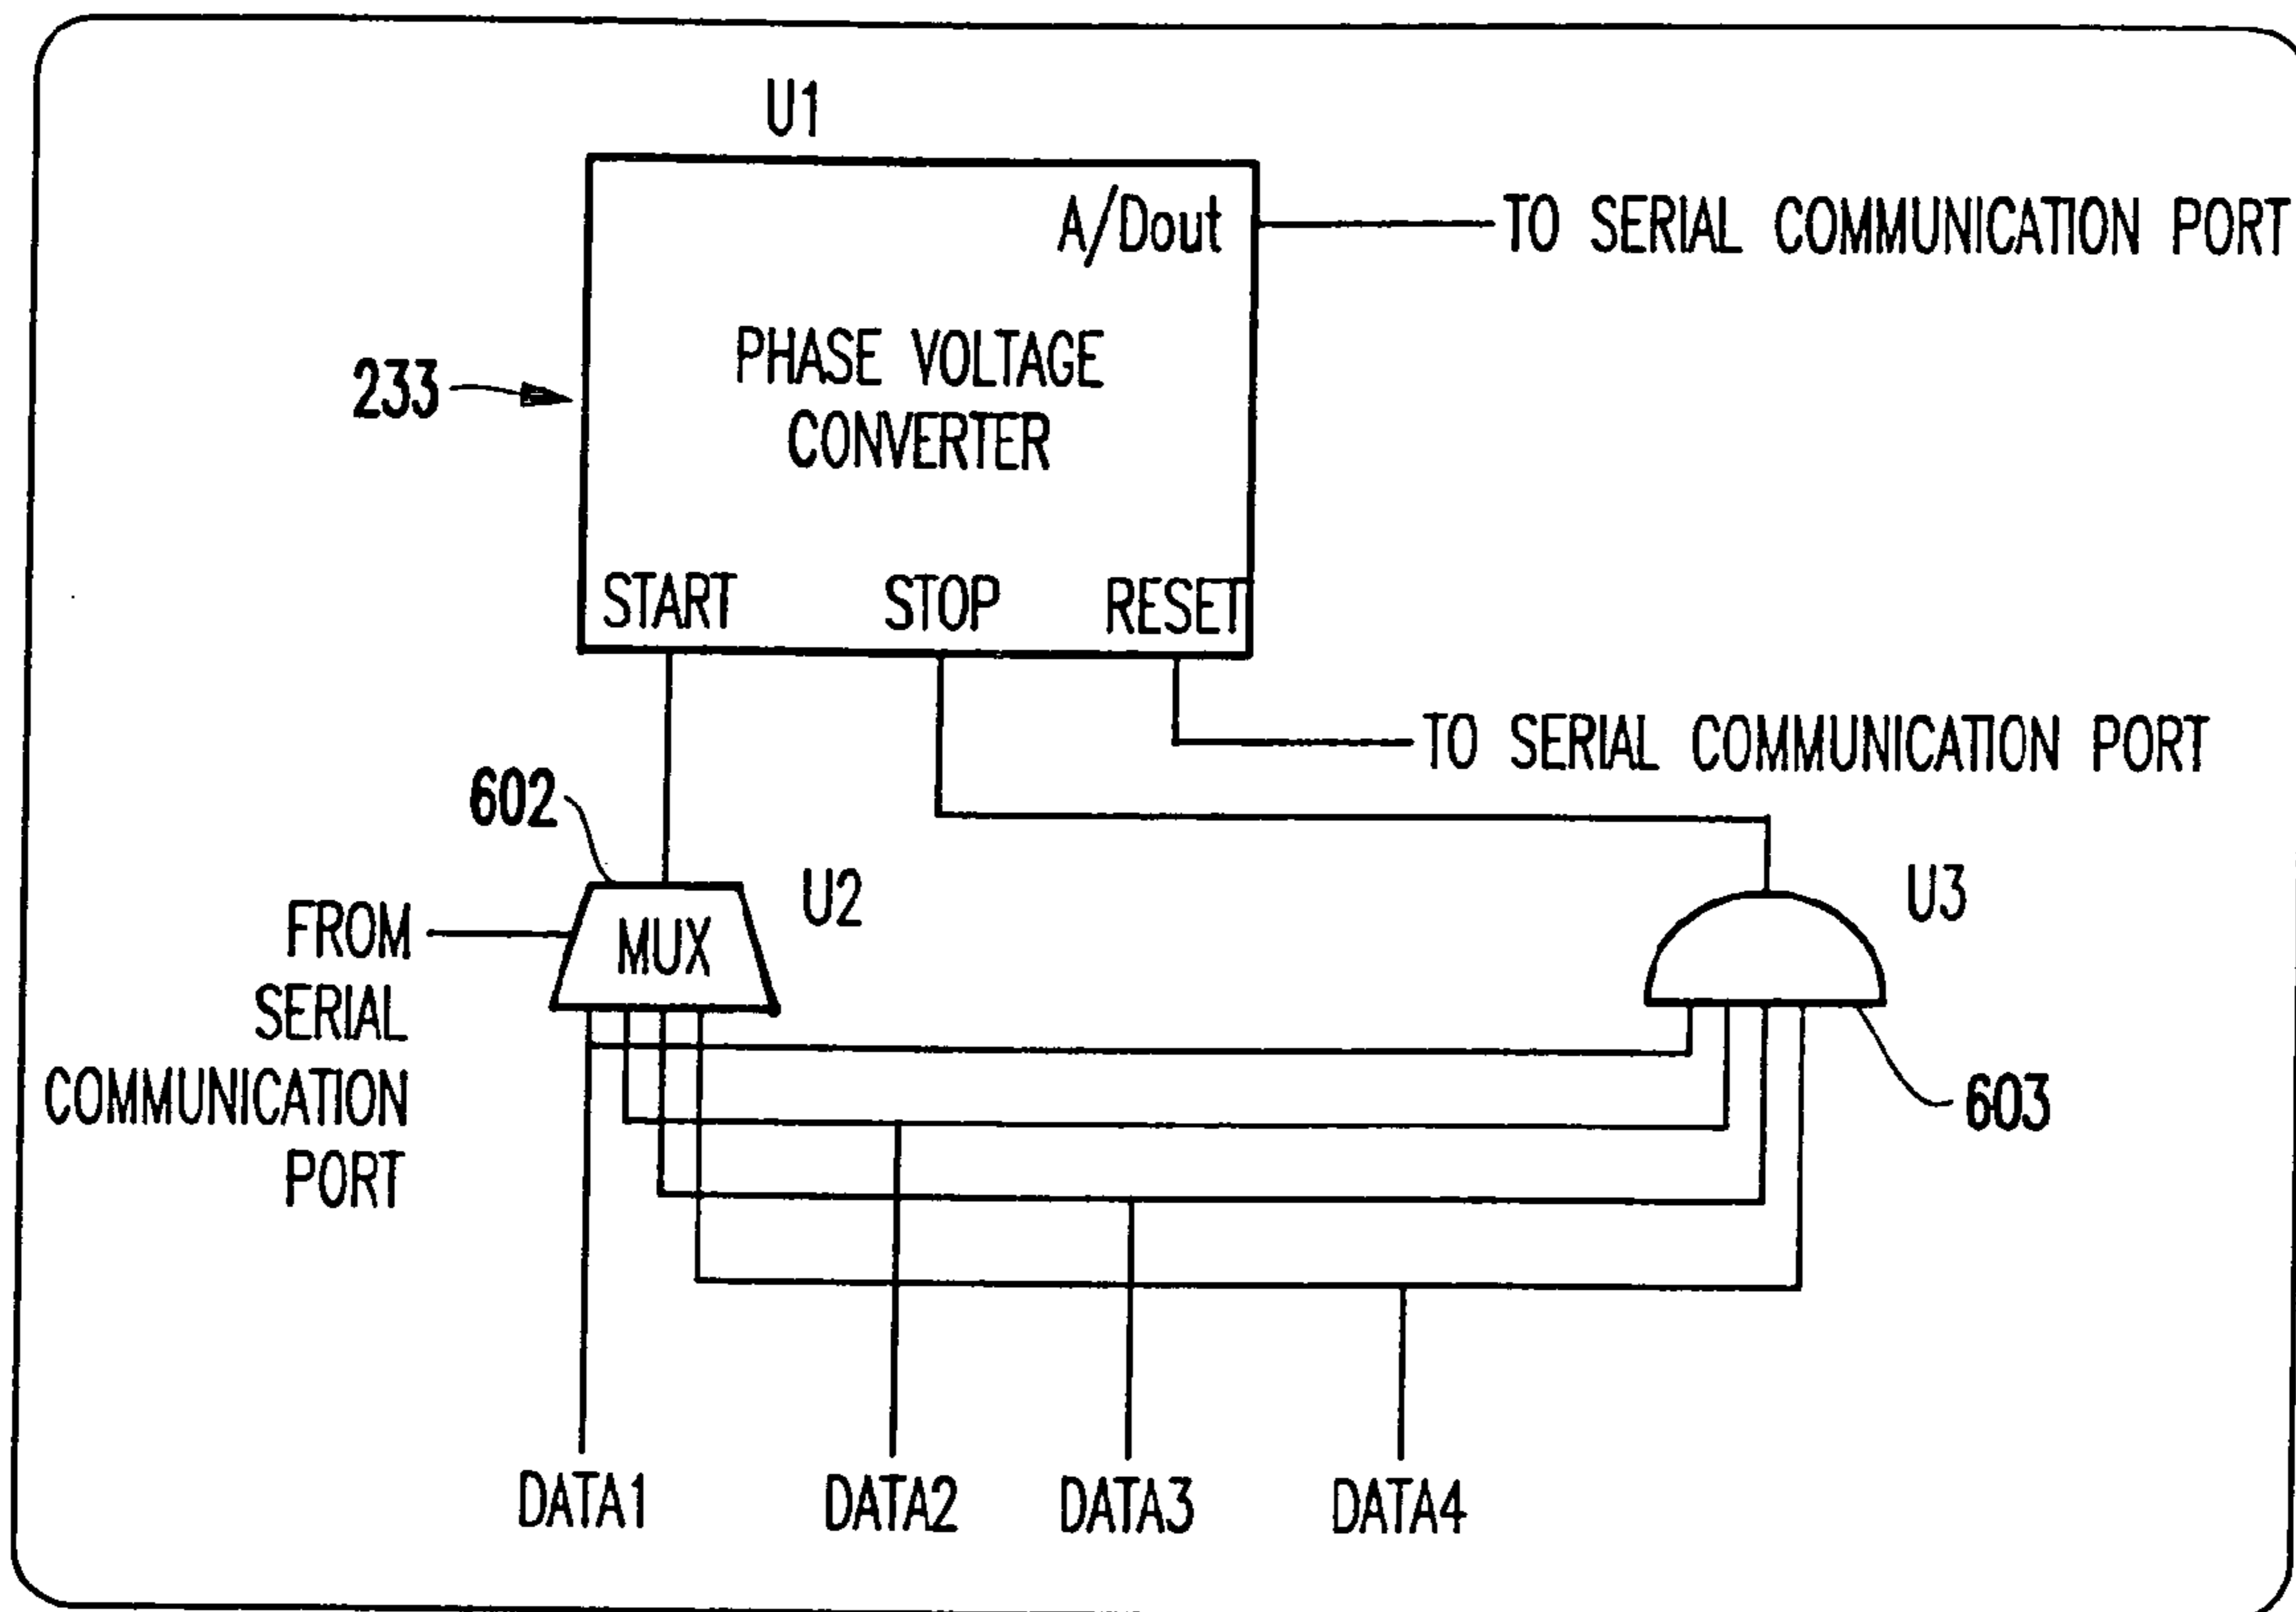 U1
A/Dout
TO SERIAL COMMUNICATION PORT
PHASE VOLTAGE
CONVERTER
233
START STOP RESET
TO SERIAL COMMUNICATION PORT
602
U2
U3
FROM
SERIAL
COMMUNICATION
PORT
MUX
603
DATA1 DATA2 DATA3 DATA4